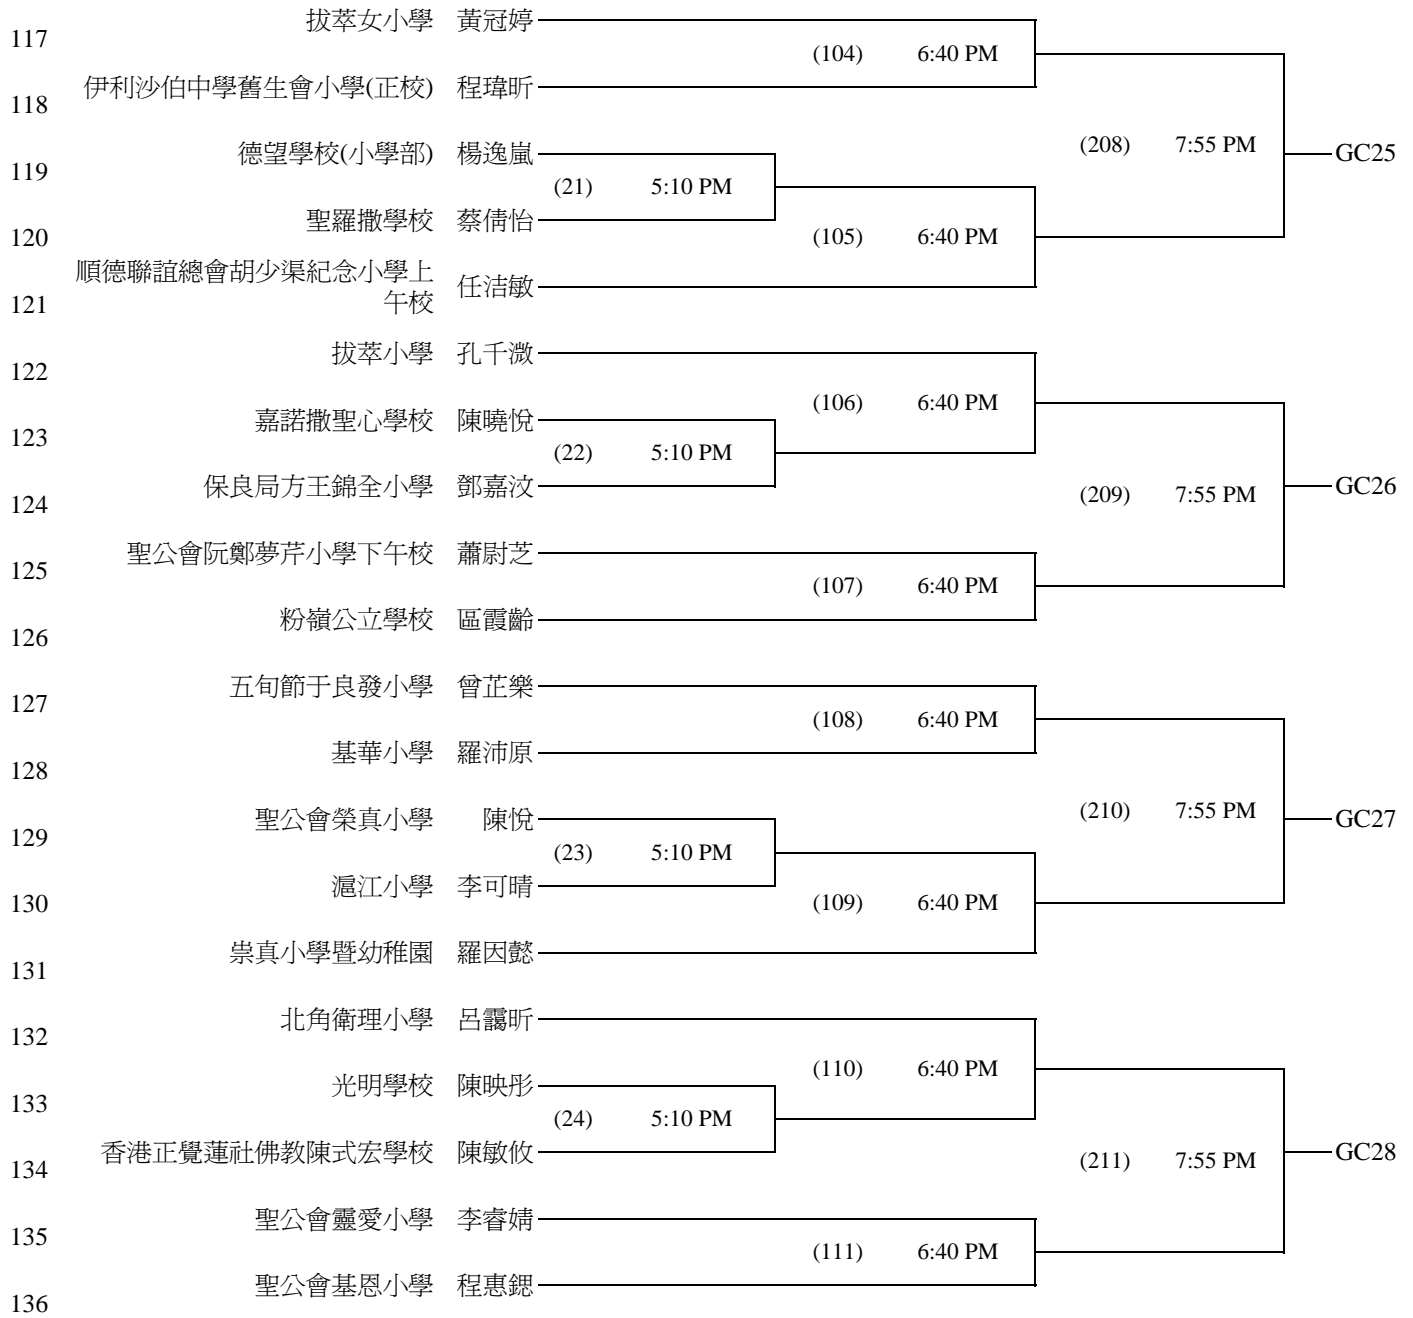 拔萃女小學 黃冠婷
117
(104) 6:40 PM
伊利沙伯中學舊生會小學(正校) 程瑋昕
118
(208) 7:55 PM
GC25
德望學校(小學部) 楊逸嵐
119
(21) 5:10 PM
聖羅撒學校 蔡倩怡
120
(105) 6:40 PM
順德聯誼總會胡少渠紀念小學上
午校
任洁敏
121
拔萃小學 孔千溦
122
(106) 6:40 PM
嘉諾撒聖心學校 陳曉悅
123
(22) 5:10 PM
保良局方王錦全小學 鄧嘉汶
124
(209) 7:55 PM
GC26
聖公會阮鄭夢芹小學下午校 蕭尉芝
125
(107) 6:40 PM
粉嶺公立學校 區霞齡
126
五旬節于良發小學 曾芷樂
127
(108) 6:40 PM
基華小學 羅沛原
128
(210) 7:55 PM
GC27
聖公會榮真小學 陳悅
129
(23) 5:10 PM
滬江小學 李可晴
130
(109) 6:40 PM
崇真小學暨幼稚園 羅因懿
131
北角衛理小學 呂靄昕
132
(110) 6:40 PM
光明學校 陳映彤
133
(24) 5:10 PM
香港正覺蓮社佛教陳式宏學校 陳敏攸
134
(211) 7:55 PM
GC28
聖公會靈愛小學 李睿婧
135
(111) 6:40 PM
聖公會基恩小學 程惠鍶
136